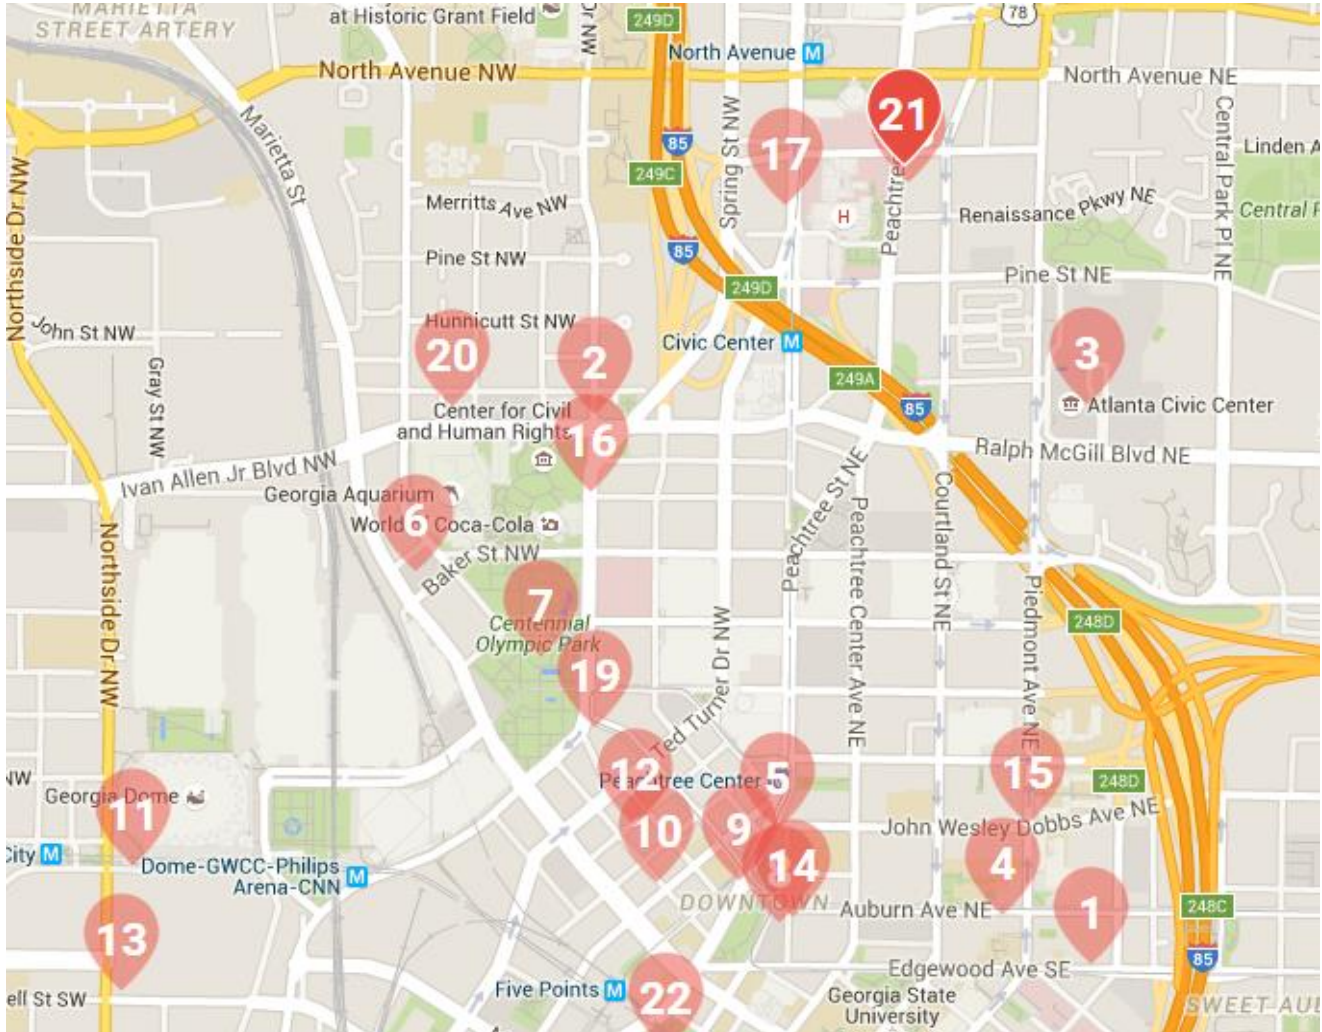 MARIETTA
STREET ARTERY
at Historic Grant Field
Dr NW
249D
78
North Avenue M
North Avenue NW
North Avenue NE
Marietta St
21
17
85
249C
Spring St NW
Central Park Pl NE
Linden A
Northside Dr NW
Merritts Ave NW
H
Peachtree
Renaissance Pkwy NE
Central P
85
Pine St NW
249D
Pine St NE
John St NW
Hunnicutt St NW
Civic Center M
20
2
3
249A
85
Gray St NW
Center for Civil
and Human Rights
16
Atlanta Civic Center
Ralph McGill Blvd NE
Ivan Allen Jr Blvd NW
Georgia Aquarium
6
World of Coca-Cola
Baker St NW
Peachtree St NE
Peachtree Center Ave NE
Courtland St NE
Northside Dr NW
7
Centennial
Olympic Park
Piedmont Ave NE
248D
19
Ted Turner Dr NW
NW
12
Peachtree Center
5
15
248D
Georgia Dome
11
10
9
14
John Wesley Dobbs Ave NE
City M
Dome-GWCC-Philips
Arena-CNN M
4
DOWNTOWN
Auburn Ave NE
1
248C
13
85
Edgewood Ave SE
Five Points M
22
ell St SW
Georgia State
University
SWEET AU